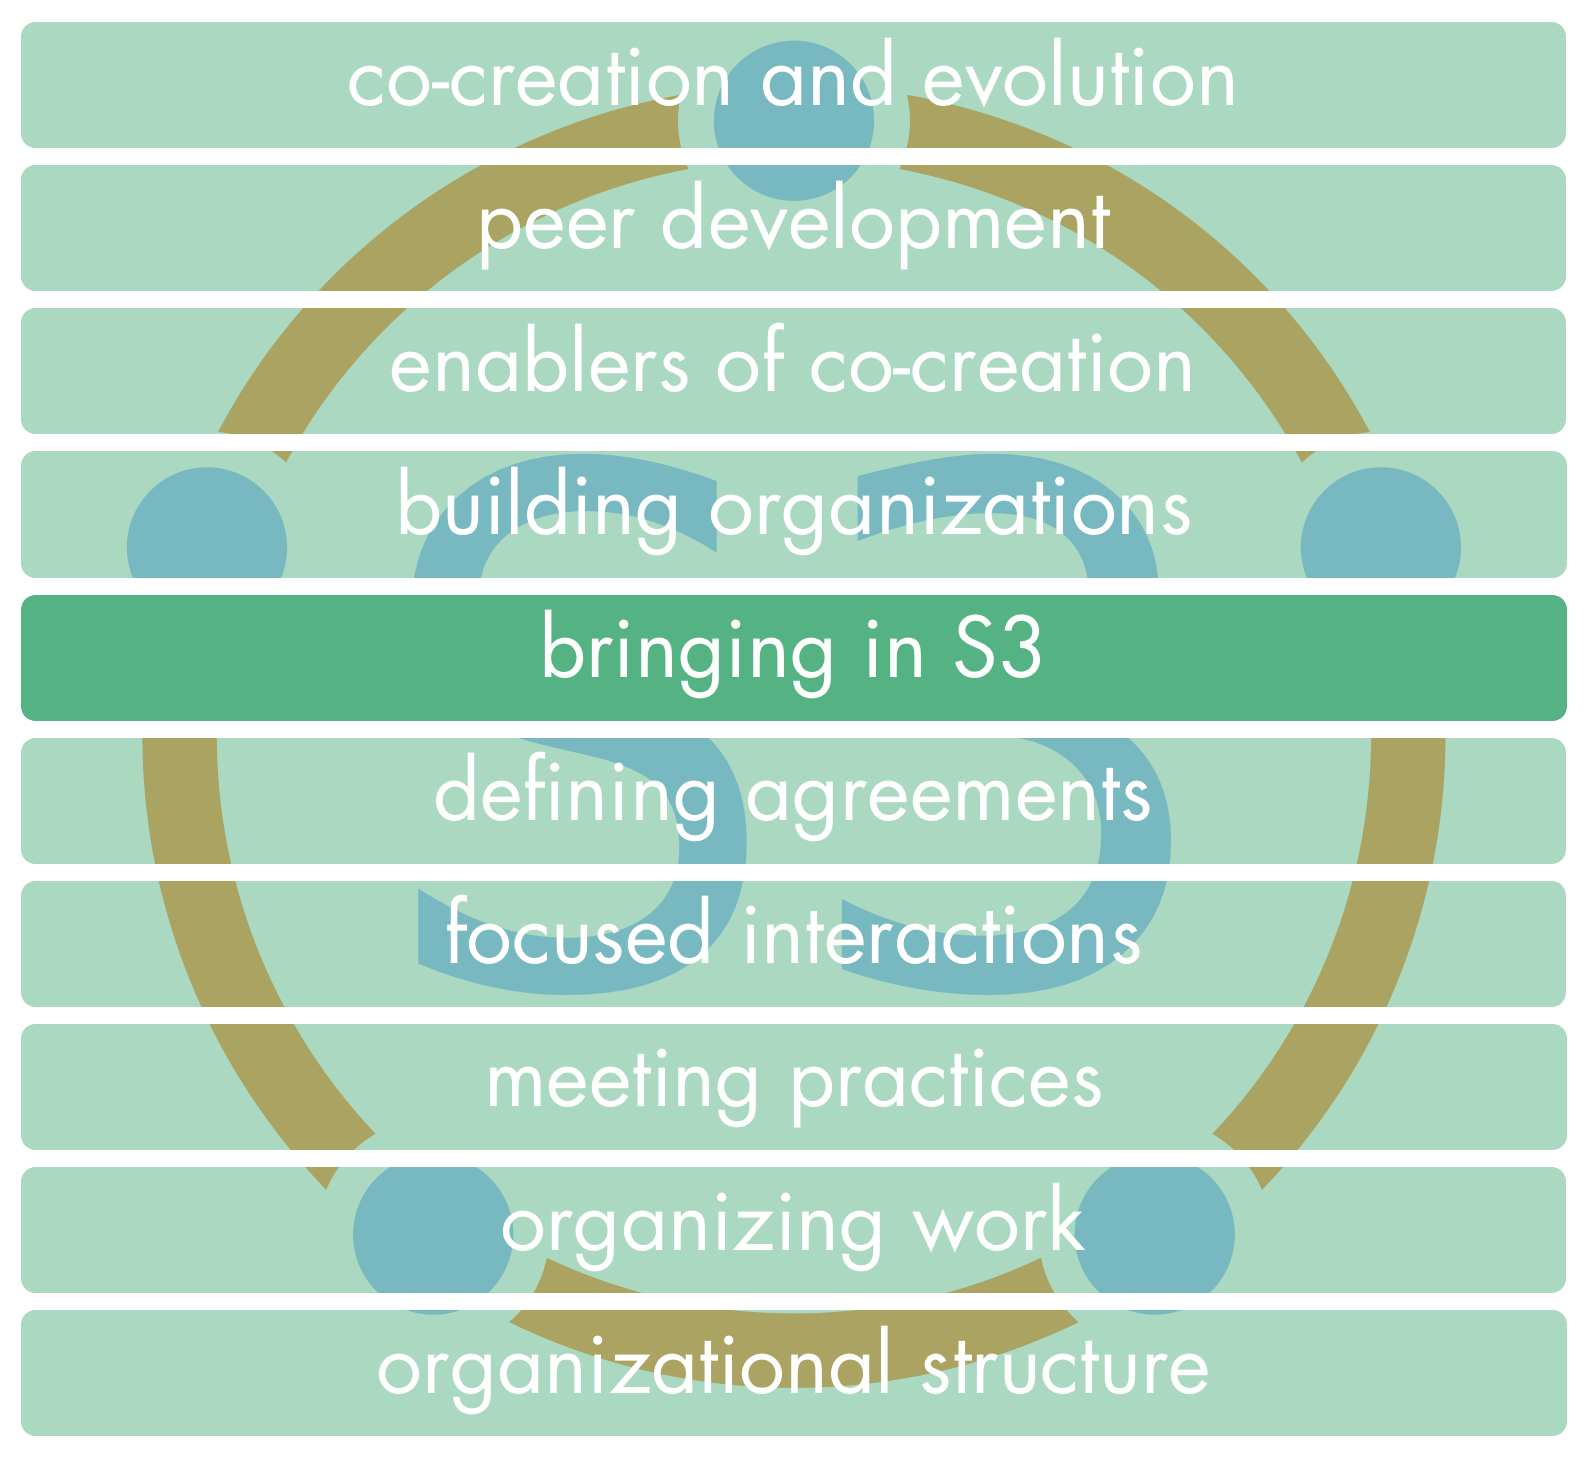 co-creation and evolution
peer development
enablers of co-creation
building organizations
bringing in S3
defining agreements
focused interactions
meeting practices
organizing work
organizational structure
S3